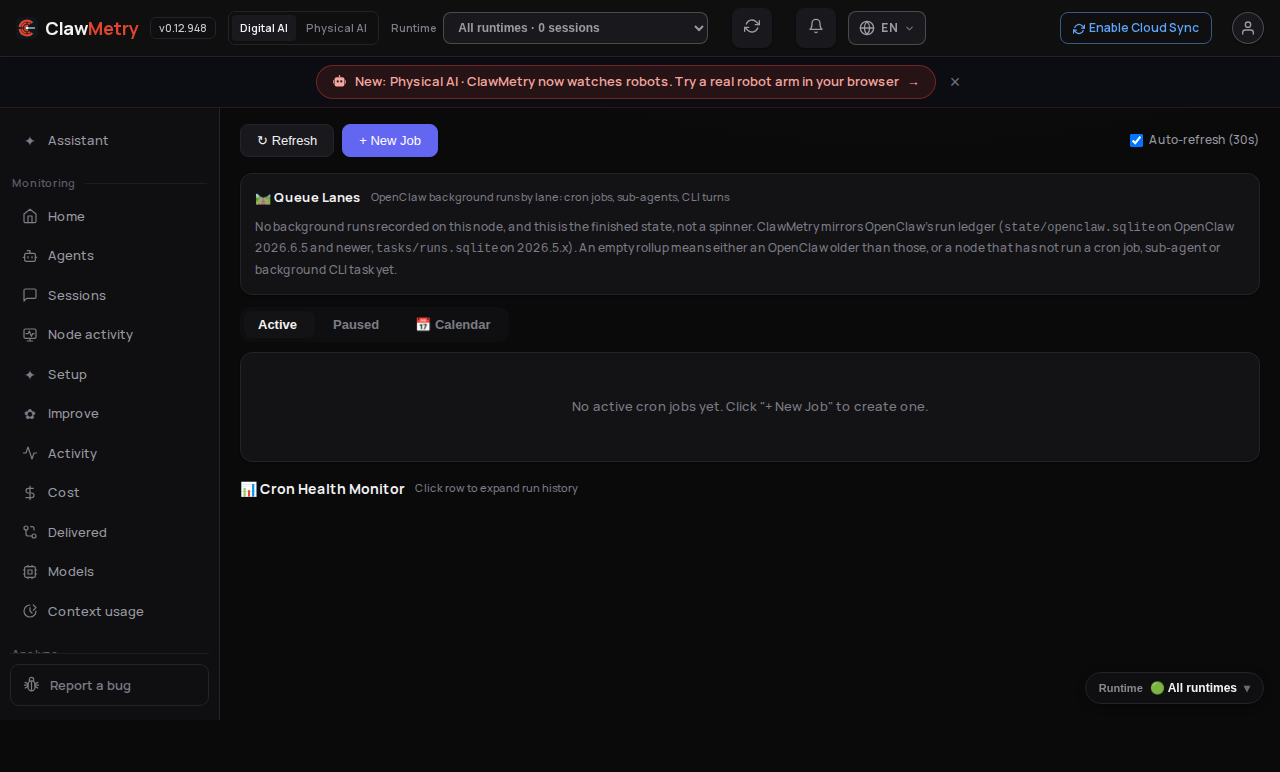 ClawMetry
v0.12.948
Digital AI
Physical AI
Runtime
All runtimes · 0 sessions
EN
Enable Cloud Sync
New: Physical AI · ClawMetry now watches robots. Try a real robot arm in your browser →
×
Assistant
Monitoring
Home
Agents
Sessions
Node activity
Setup
Improve
Activity
Cost
Delivered
Models
Context usage
Report a bug
↻ Refresh
+ New Job
Auto-refresh (30s)
Queue Lanes
OpenClaw background runs by lane: cron jobs, sub-agents, CLI turns
No background runs recorded on this node, and this is the finished state, not a spinner. ClawMetry mirrors OpenClaw's run ledger (state/openclaw.sqlite on OpenClaw
2026.6.5 and newer, tasks/runs.sqlite on 2026.5.x). An empty rollup means either an OpenClaw older than those, or a node that has not run a cron job, sub-agent or
background CLI task yet.
Active
Paused
Calendar
No active cron jobs yet. Click "+ New Job" to create one.
Cron Health Monitor
Click row to expand run history
Runtime
All runtimes ▾